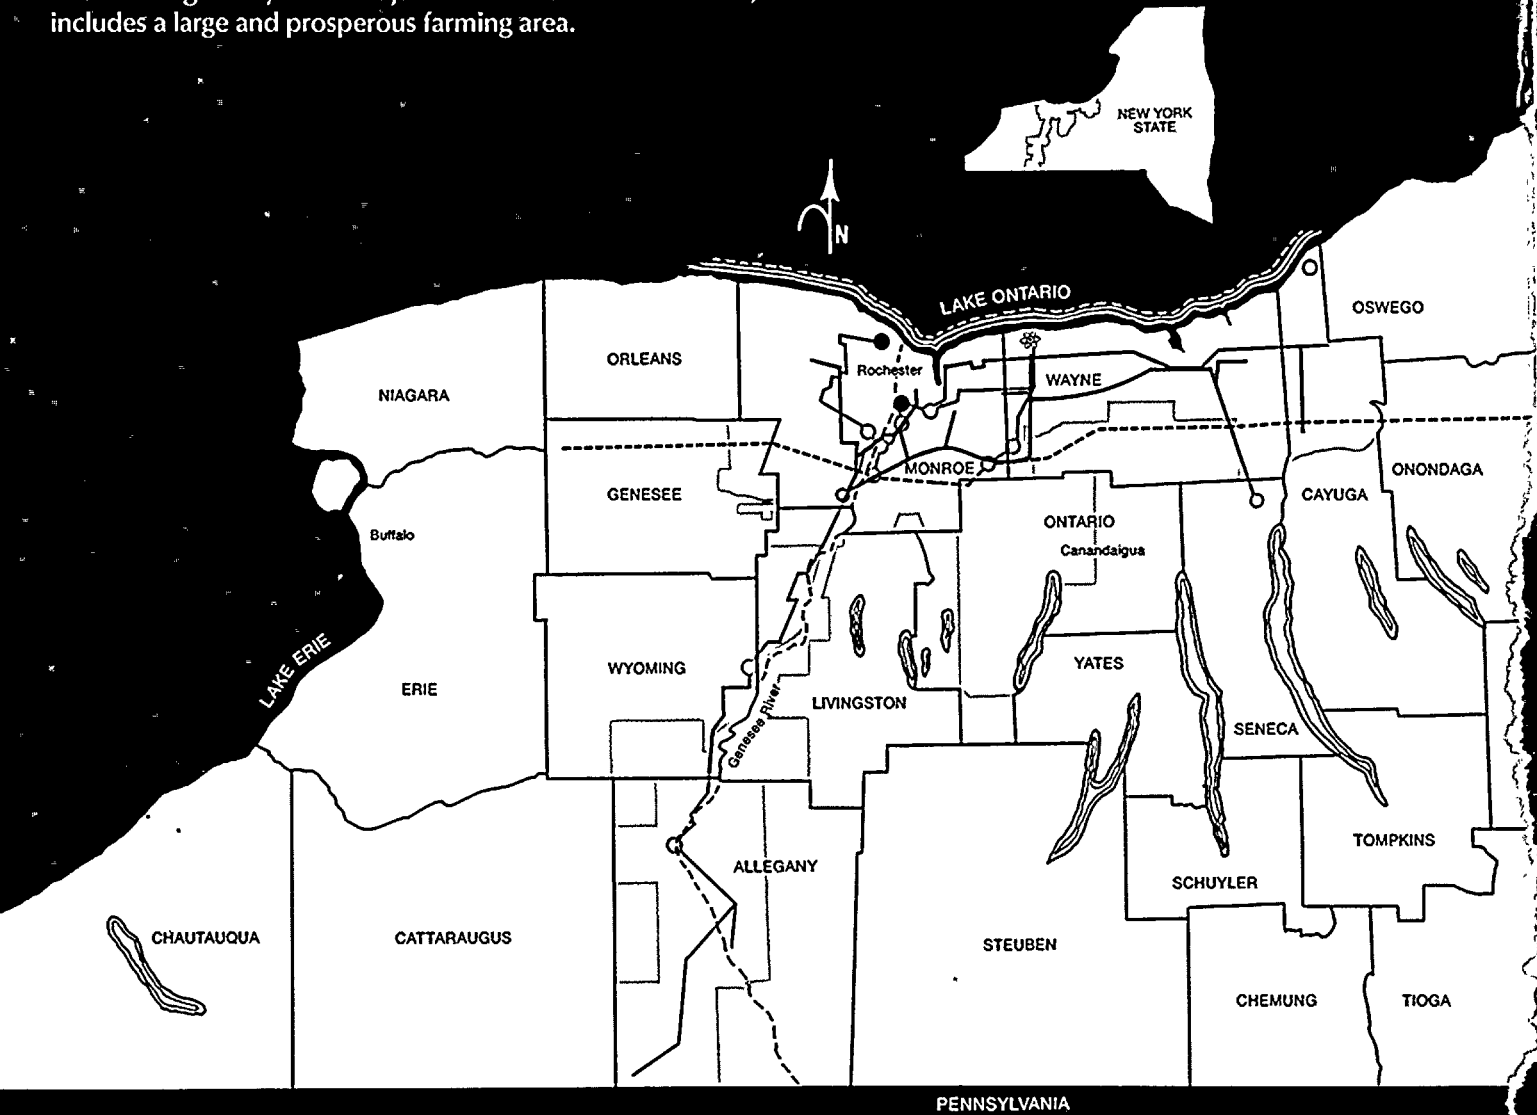 includes a large and prosperous farming area.
NEW YORK
STATE
N
LAKE ONTARIO
OSWEGO
ORLEANS
Rochester
WAYNE
NIAGARA
MONROE
ONONDAGA
GENESEE
CAYUGA
ONTARIO
Buffalo
Canandaigua
LAKE ERIE
WYOMING
YATES
ERIE
LIVINGSTON
Genesee River
SENECA
TOMPKINS
ALLEGANY
SCHUYLER
CHAUTAUQUA
CATTARAUGUS
STEUBEN
CHEMUNG
TIOGA
PENNSYLVANIA